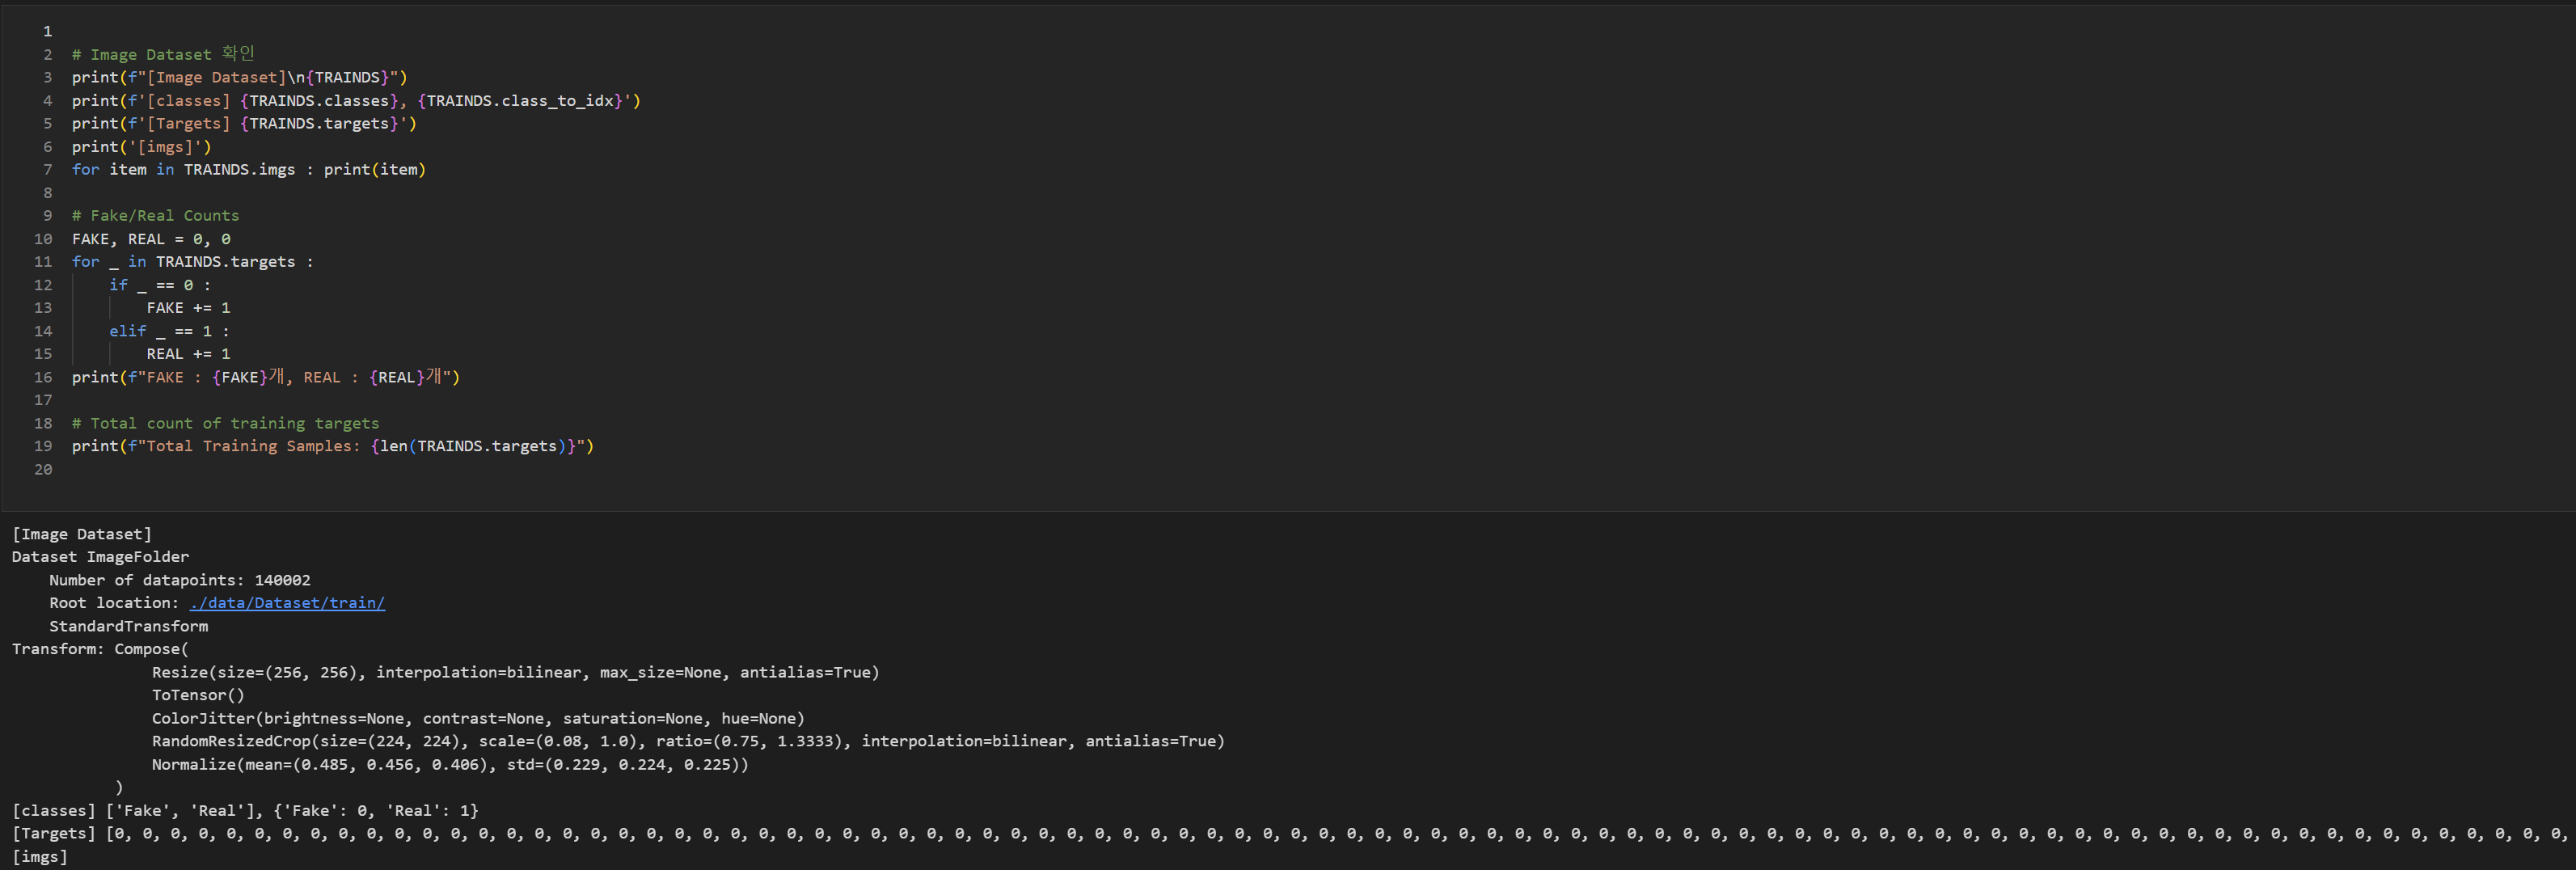 1
2 # Image Dataset 확인
3 print(f"[Image Dataset]\n{TRAINDS}")
4 print(f'[classes] {TRAINDS.classes}, {TRAINDS.class_to_idx}')
5 print(f'[Targets] {TRAINDS.targets}')
6 print('[imgs]')
7 for item in TRAINDS.imgs : print(item)
8
9 # Fake/Real Counts
10 FAKE, REAL = 0, 0
11 for _ in TRAINDS.targets :
12     if _ == 0 :
13         FAKE += 1
14     elif _ == 1 :
15         REAL += 1
16 print(f"FAKE : {FAKE}개, REAL : {REAL}개")
17
18 # Total count of training targets
19 print(f"Total Training Samples: {len(TRAINDS.targets)}")
20
[Image Dataset]
Dataset ImageFolder
    Number of datapoints: 140002
    Root location: ./data/Dataset/train/
    StandardTransform
Transform: Compose(
               Resize(size=(256, 256), interpolation=bilinear, max_size=None, antialias=True)
               ToTensor()
               ColorJitter(brightness=None, contrast=None, saturation=None, hue=None)
               RandomResizedCrop(size=(224, 224), scale=(0.08, 1.0), ratio=(0.75, 1.3333), interpolation=bilinear, antialias=True)
               Normalize(mean=(0.485, 0.456, 0.406), std=(0.229, 0.224, 0.225))
           )
[classes] ['Fake', 'Real'], {'Fake': 0, 'Real': 1}
[Targets] [0, 0, 0, 0, 0, 0, 0, 0, 0, 0, 0, 0, 0, 0, 0, 0, 0, 0, 0, 0, 0, 0, 0, 0, 0, 0, 0, 0, 0, 0, 0, 0, 0, 0, 0, 0, 0, 0, 0, 0, 0, 0, 0, 0, 0, 0, 0, 0, 0, 0, 0, 0, 0, 0, 0, 0, 0, 0, 0, 0, 0, 0, 0, 0, 0, 0, 0, 0, 0, 0, 0, 0, 0, 0, 0, 0, 0, 0, 0, 0, 0, 0, 0, 0, 0, 0, 0, 0,
[imgs]